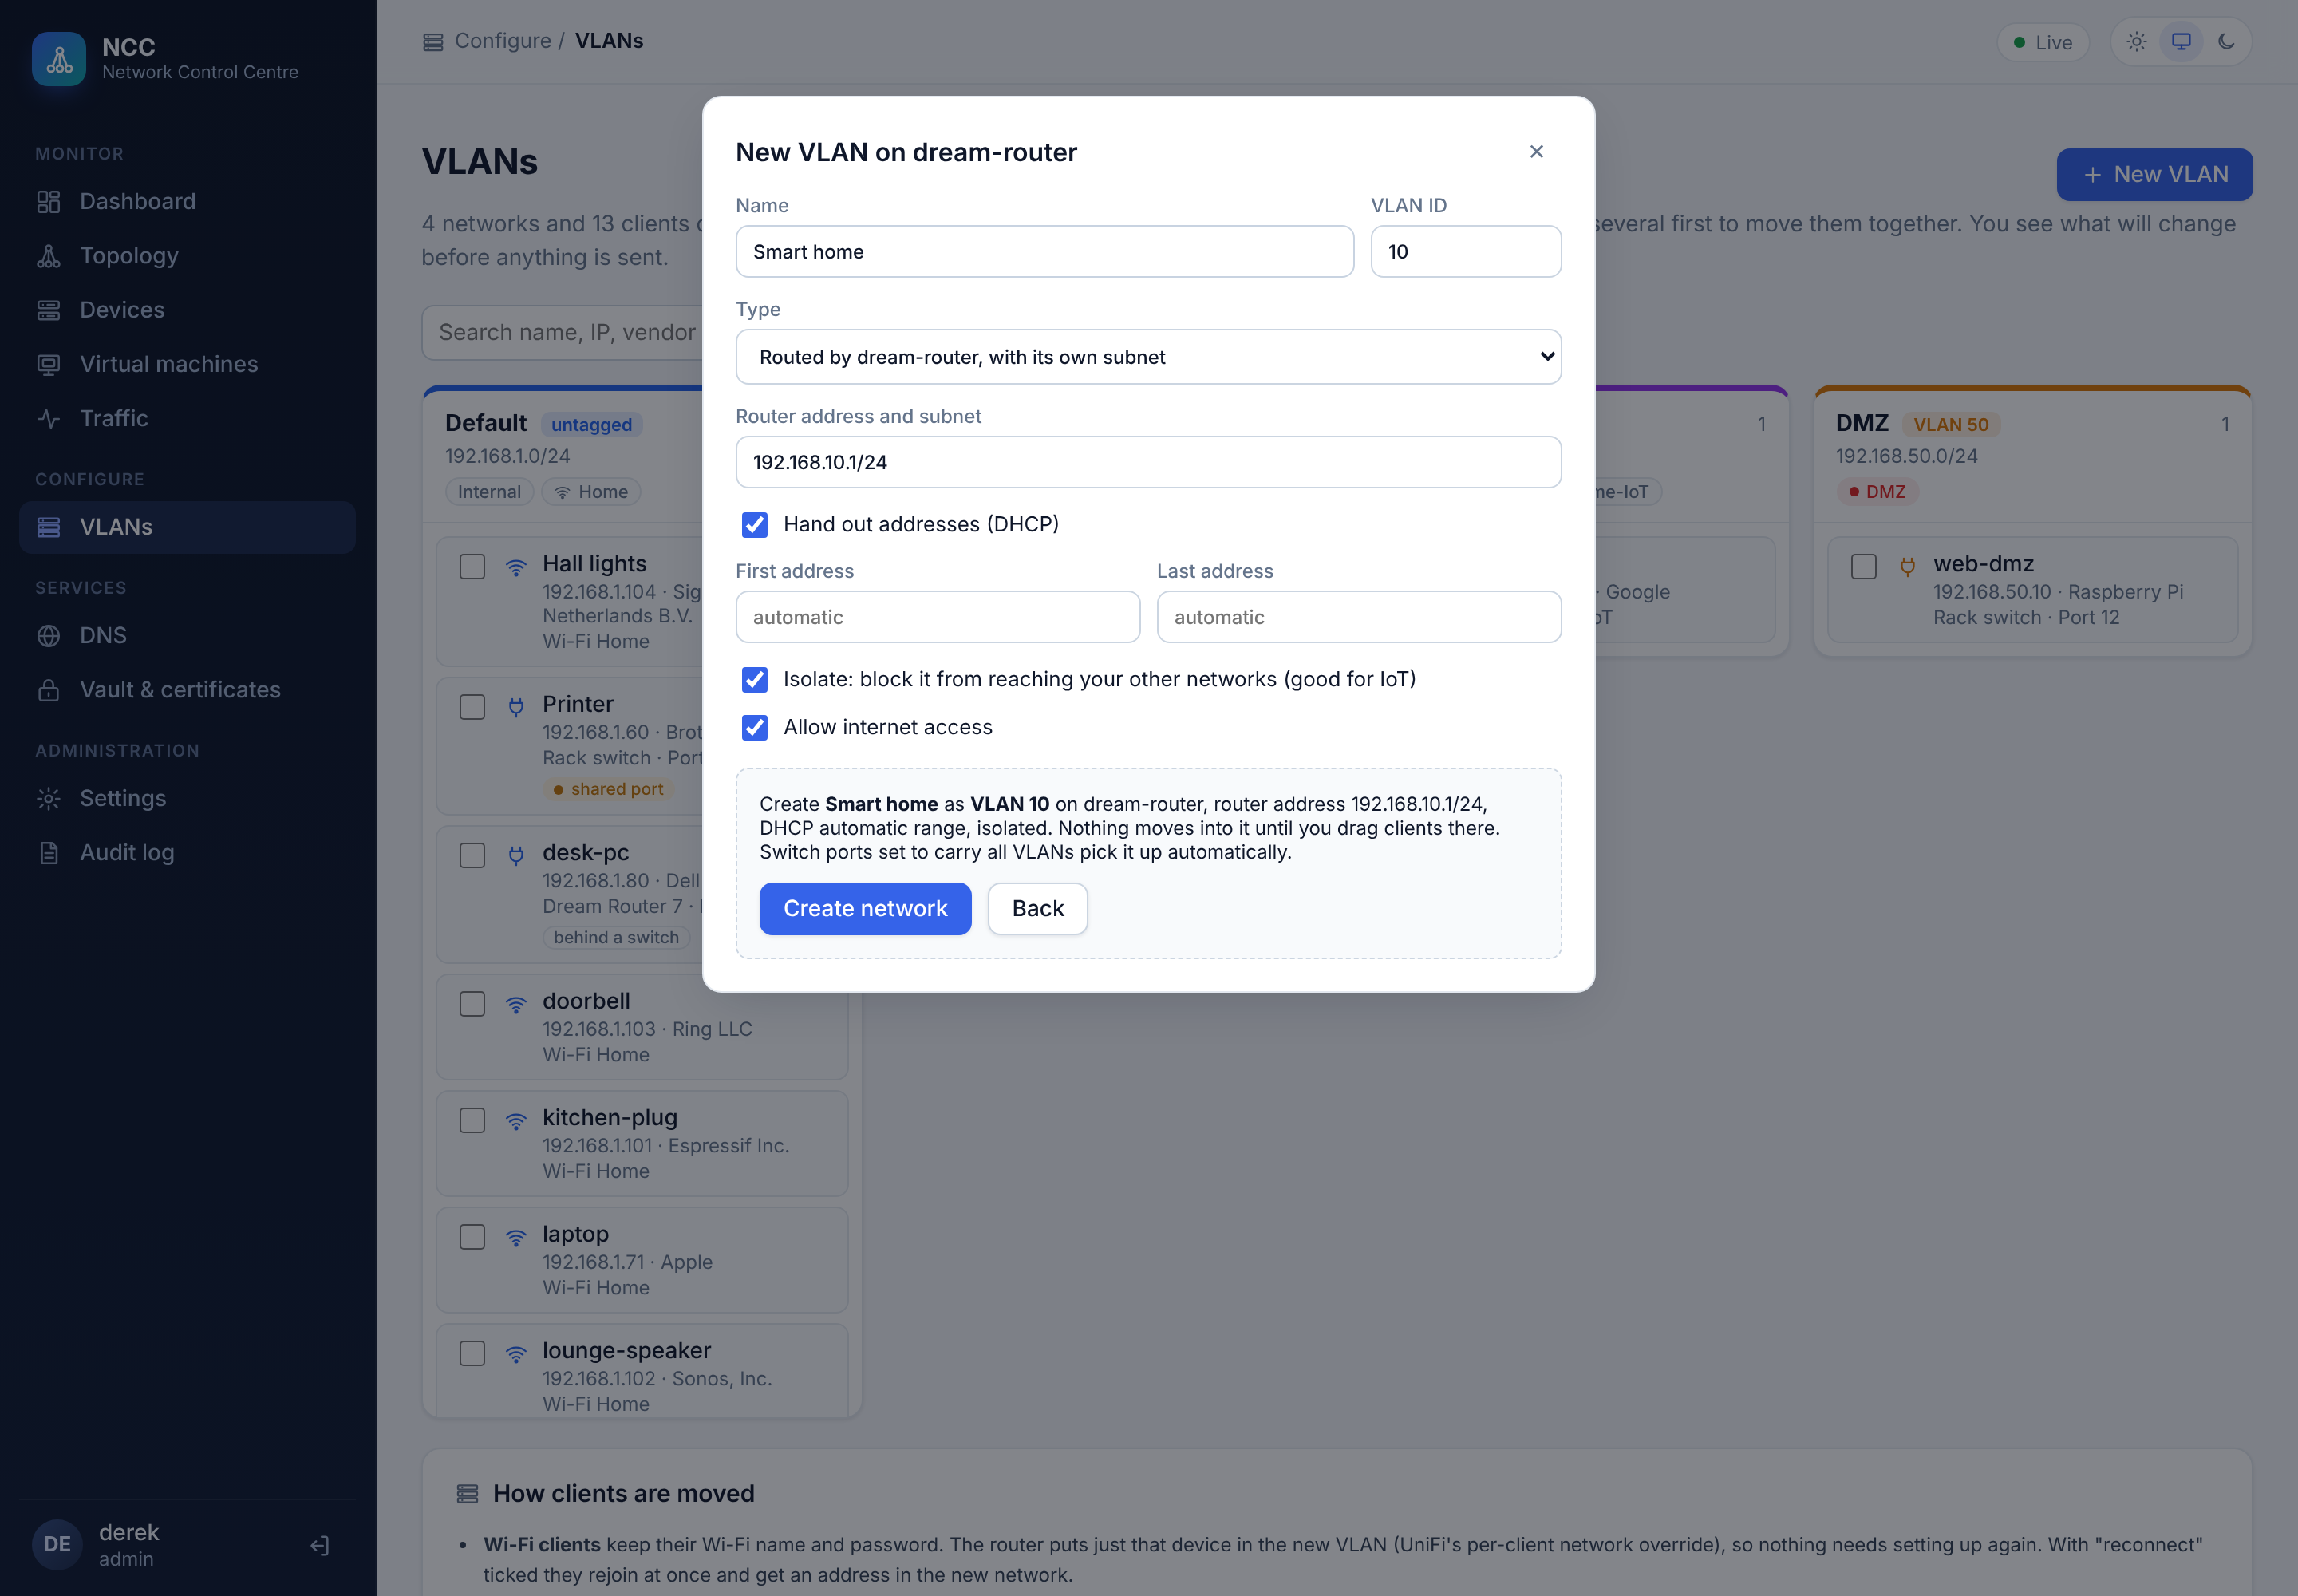 NCC
Network Control Centre
MONITOR
Dashboard
Topology
Devices
Virtual machines
Traffic
CONFIGURE
VLANs
SERVICES
DNS
Vault & certificates
ADMINISTRATION
Settings
Audit log
DE
derek
admin
Configure / VLANs
Live
VLANs
New VLAN
4 networks and 13 clients
several first to move them together. You see what will change
before anything is sent.
Search name, IP, vendor
Default untagged
192.168.1.0/24
Internal Home
Hall lights
192.168.1.104 · Sig
Netherlands B.V.
Wi-Fi Home
Printer
192.168.1.60 · Brot
Rack switch · Port
shared port
desk-pc
192.168.1.80 · Dell
Dream Router 7 ·
behind a switch
doorbell
192.168.1.103 · Ring LLC
Wi-Fi Home
kitchen-plug
192.168.1.101 · Espressif Inc.
Wi-Fi Home
laptop
192.168.1.71 · Apple
Wi-Fi Home
lounge-speaker
192.168.1.102 · Sonos, Inc.
Wi-Fi Home
New VLAN on dream-router
Name
Smart home
VLAN ID
10
Type
Routed by dream-router, with its own subnet
Router address and subnet
192.168.10.1/24
Hand out addresses (DHCP)
First address
automatic
Last address
automatic
Isolate: block it from reaching your other networks (good for IoT)
Allow internet access
Create Smart home as VLAN 10 on dream-router, router address 192.168.10.1/24,
DHCP automatic range, isolated. Nothing moves into it until you drag clients there.
Switch ports set to carry all VLANs pick it up automatically.
Create network
Back
1
me-IoT
· Google
oT
DMZ VLAN 50 1
192.168.50.0/24
DMZ
web-dmz
192.168.50.10 · Raspberry Pi
Rack switch · Port 12
How clients are moved
Wi-Fi clients keep their Wi-Fi name and password. The router puts just that device in the new VLAN (UniFi's per-client network override), so nothing needs setting up again. With "reconnect"
ticked they rejoin at once and get an address in the new network.